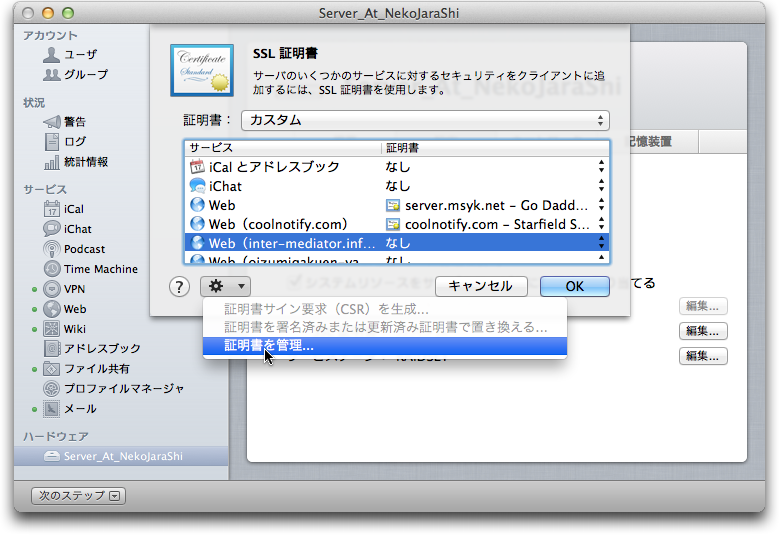 Server_At_NekoJaraShi
アカウント
ユーザ
グループ
状況
警告
ログ
統計情報
サービス
iCal
iChat
Podcast
Time Machine
VPN
Web
Wiki
アドレスブック
ファイル共有
プロファイルマネージャ
メール
ハードウェア
Server_At_NekoJaraShi
次のステップ
Certificate
Standard
SSL 証明書
サーバのいくつかのサービスに対するセキュリティをクライアントに追
加するには、SSL 証明書を使用します。
証明書： カスタム
サービス 証明書
iCal とアドレスブック なし
iChat なし
Web server.msyk.net – Go Dadd...
Web（coolnotify.com） coolnotify.com – Starfield S...
Web（inter-mediator.inf... なし
なし
? キャンセル OK
証明書サイン要求（CSR）を生成...
証明書を署名済みまたは更新済み証明書で置き換える...
証明書を管理...
_At_NekoJaraShi
記憶装置
システムリソースをサ
てる
編集...
編集...
編集...